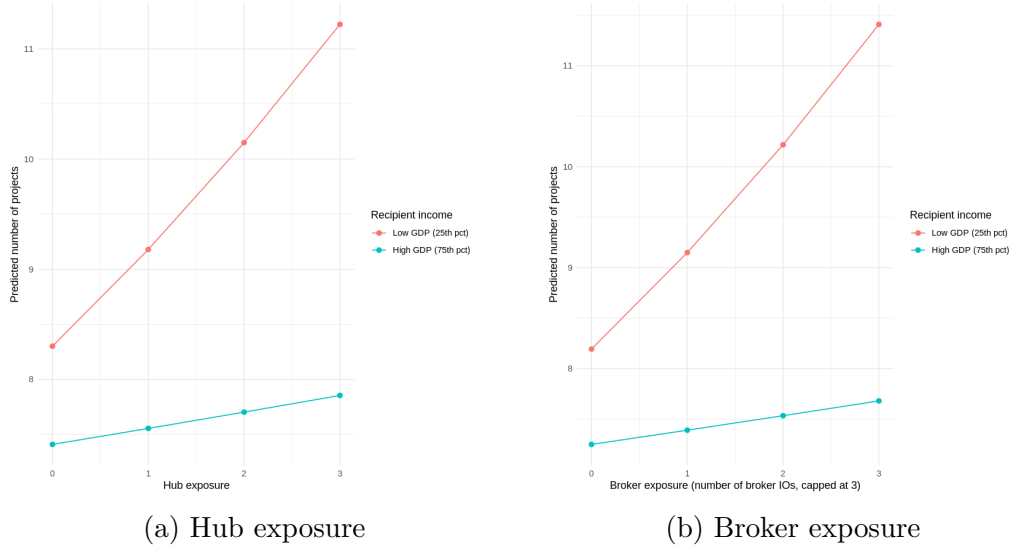 Predicted number of projects
11
10
9
8
0
1
2
3
Hub exposure
Recipient income
Low GDP (25th pct)
High GDP (75th pct)
(a) Hub exposure
Predicted number of projects
11
10
9
8
0
1
2
3
Broker exposure (number of broker IOs, capped at 3)
Recipient income
Low GDP (25th pct)
High GDP (75th pct)
(b) Broker exposure